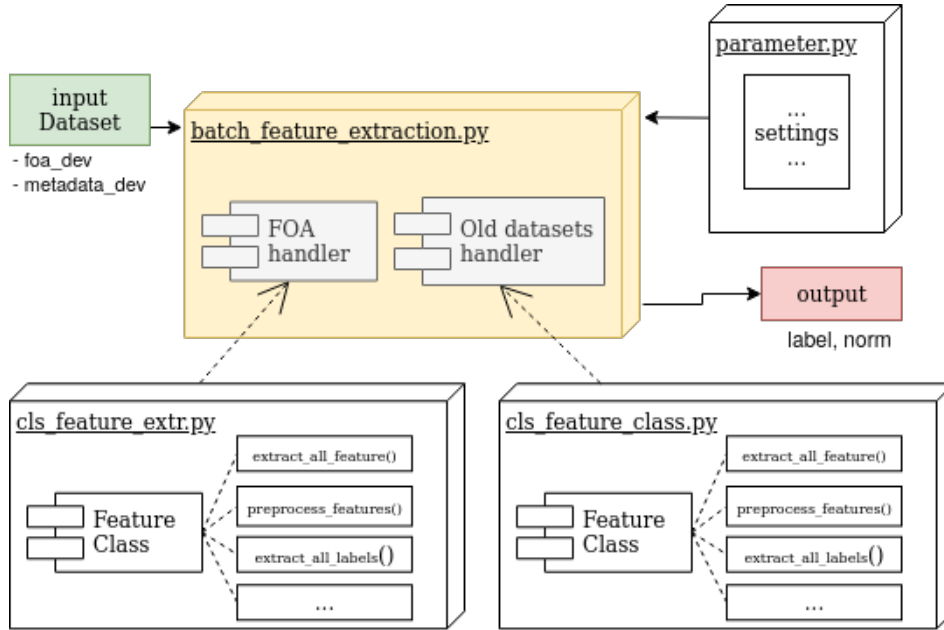 input
Dataset
- foa_dev
- metadata_dev
batch_feature_extraction.py
FOA
handler
Old datasets
handler
parameter.py
...
settings
...
output
label, norm
cls_feature_extr.py
Feature
Class
extract_all_feature()
preprocess_features()
extract_all_labels()
...
cls_feature_class.py
Feature
Class
extract_all_feature()
preprocess_features()
extract_all_labels()
...